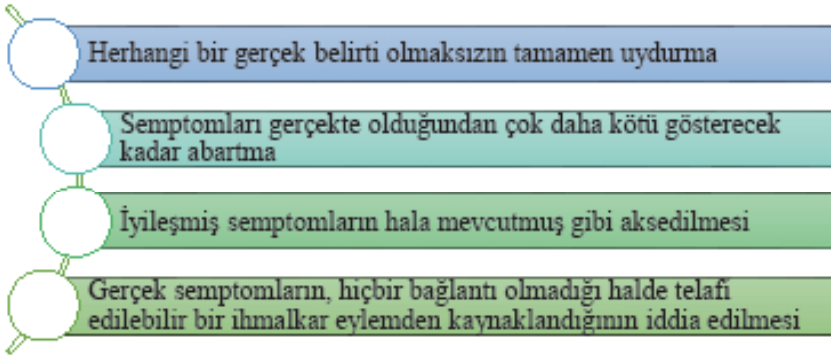 Herhangi bir gerçek belirti olmaksızın tamamen uydurma
Semptomları gerçekte olduğundan çok daha kötü gösterecek
kadar abartma
İyileşmiş semptomların hala mevcutmuş gibi aksedilmesi
Gerçek semptomların, hiçbir bağlantı olmadığı halde telafi
edilebilir bir ihmalkar eylemden kaynaklandığının iddia edilmesi